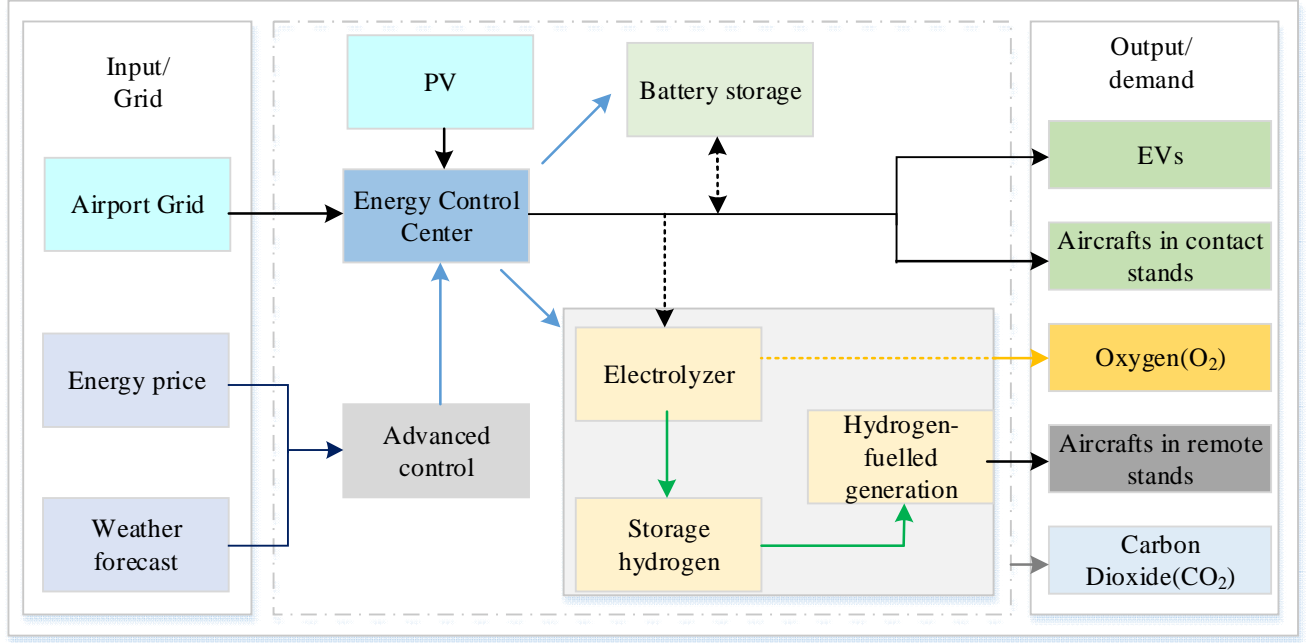 Input/
Grid
Airport Grid
Energy price
Weather
forecast
PV
Energy Control
Center
Advanced
control
Battery storage
Electrolyzer
Storage
hydrogen
Hydrogen-
fuelled
generation
Output/
demand
EVs
Aircrafts in contact
stands
Oxygen(O₂)
Aircrafts in remote
stands
Carbon
Dioxide(CO₂)